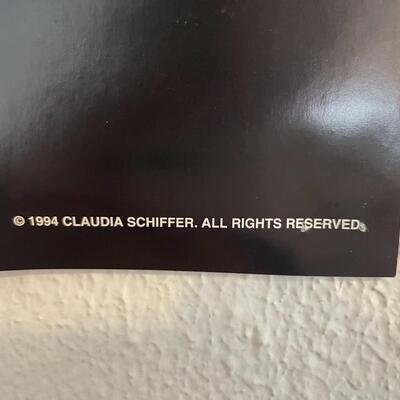 © 1994 CLAUDIA SCHIFFER. ALL RIGHTS RESERVED.